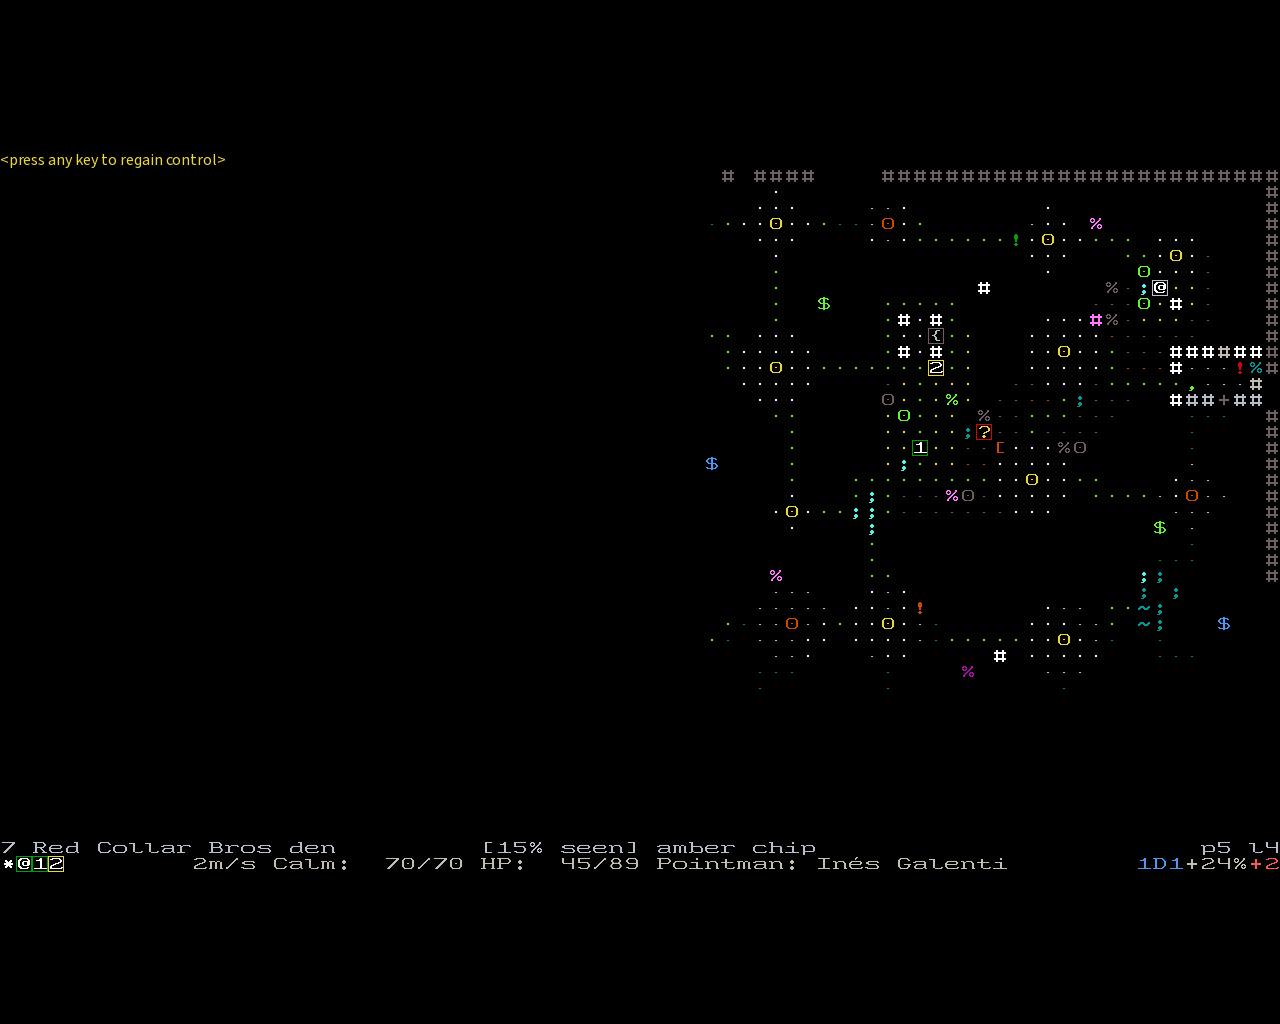 <press any key to regain control>
7 Red Collar Bros den [15% seen] amber chip p5 l4
*@12 2m/s Calm: 70/70 HP: 45/89 Pointman: Inés Galenti 1D1+24%+2